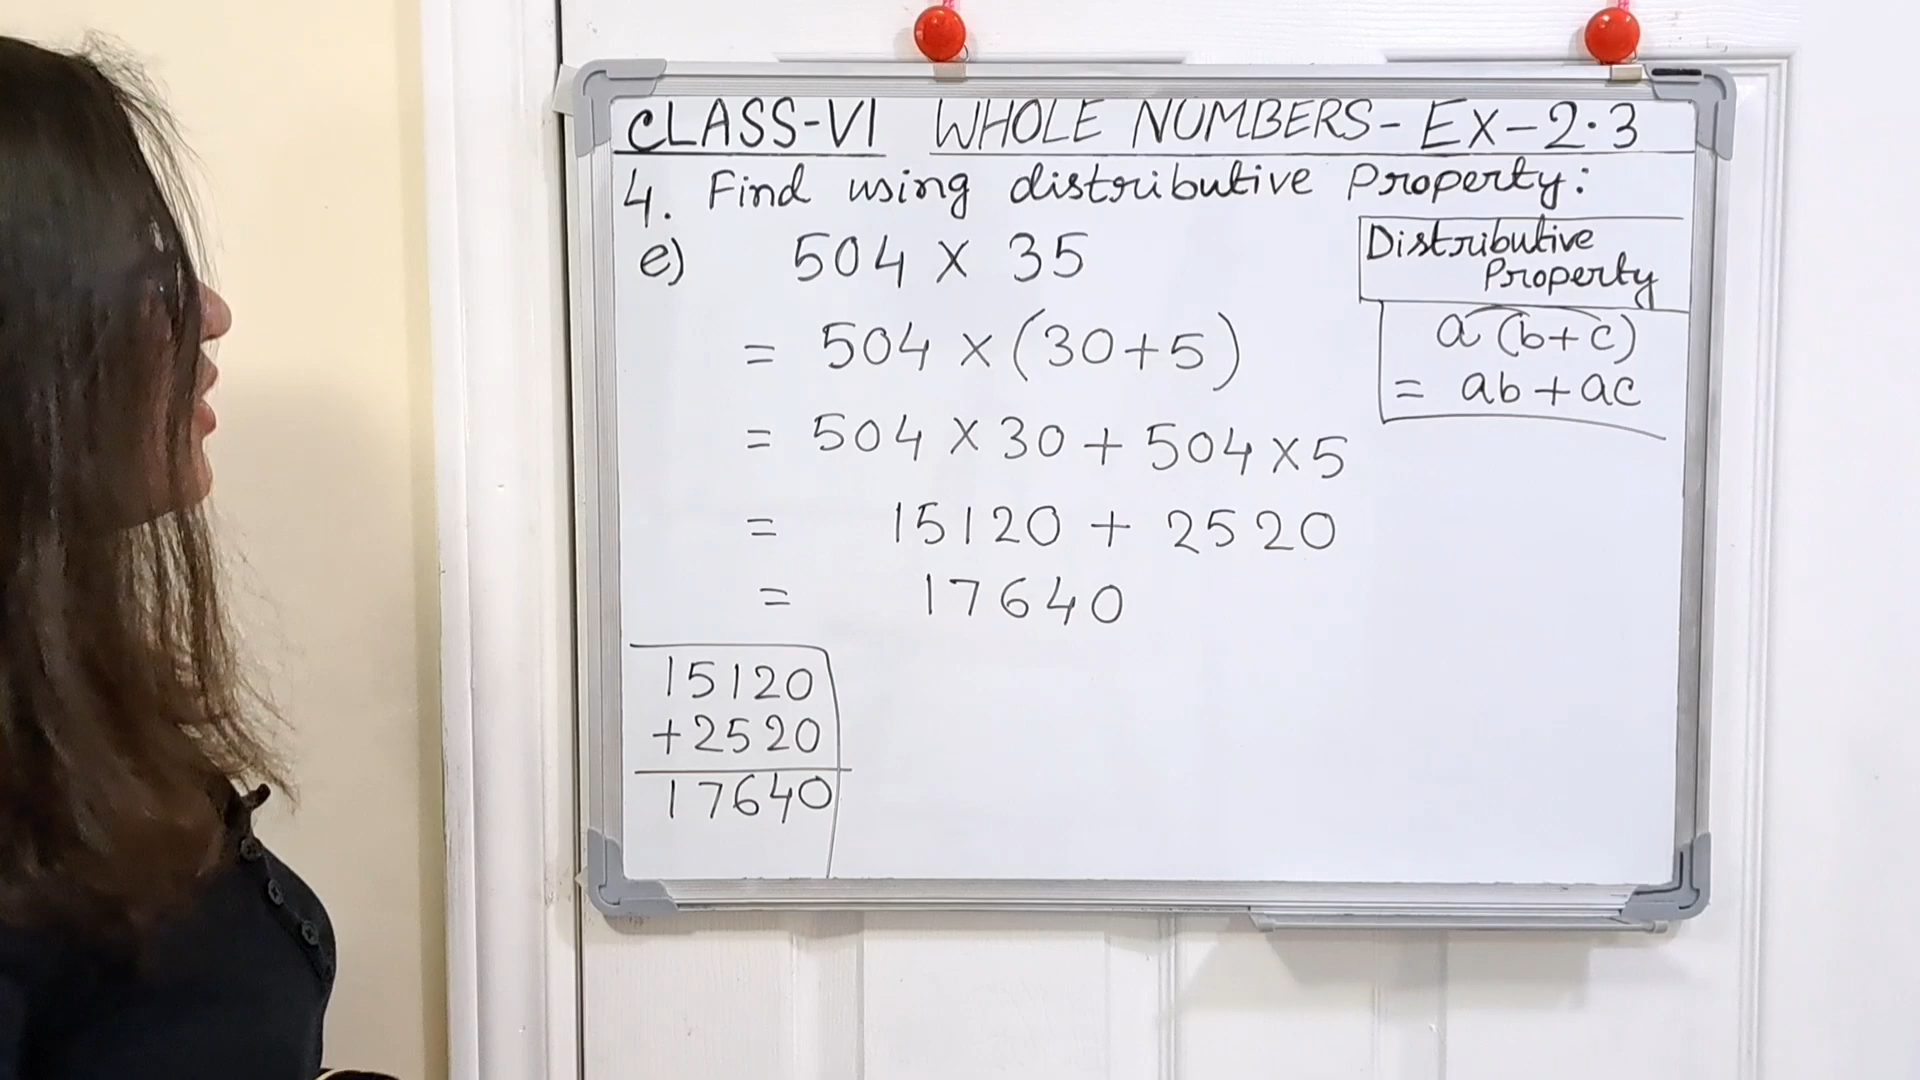 CLASS-VI WHOLE NUMBERS - EX-2.3
4. Find using distributive Property:
e) 504 × 35
= 504 × (30+5)
= 504 × 30 + 504 × 5
= 15120 + 2520
= 17640
Distributive
Property
a (b+c)
= ab + ac
15120
+2520
17640